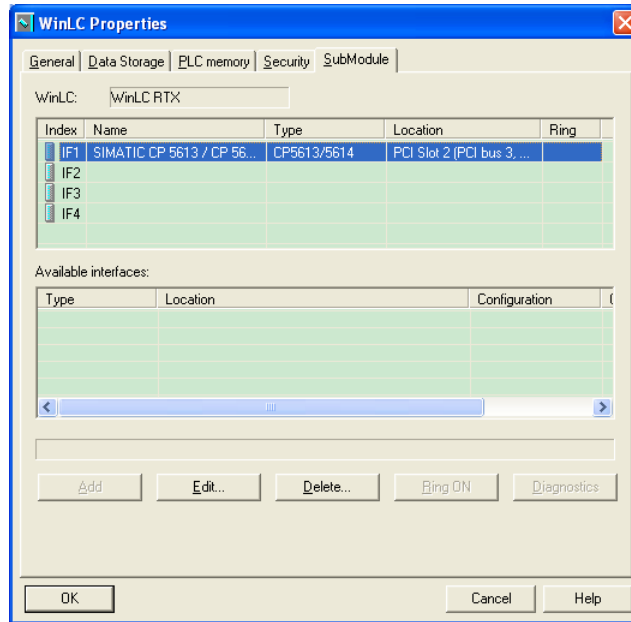 WinLC Properties
General Data Storage PLC memory Security SubModule
WinLC: WinLC RTX
Index Name Type Location Ring
IF1 SIMATIC CP 5613 / CP 56... CP5613/5614 PCI Slot 2 (PCI bus 3, ...
IF2
IF3
IF4
Available interfaces:
Type Location Configuration
Add Edit... Delete... Ring ON Diagnostics
OK Cancel Help